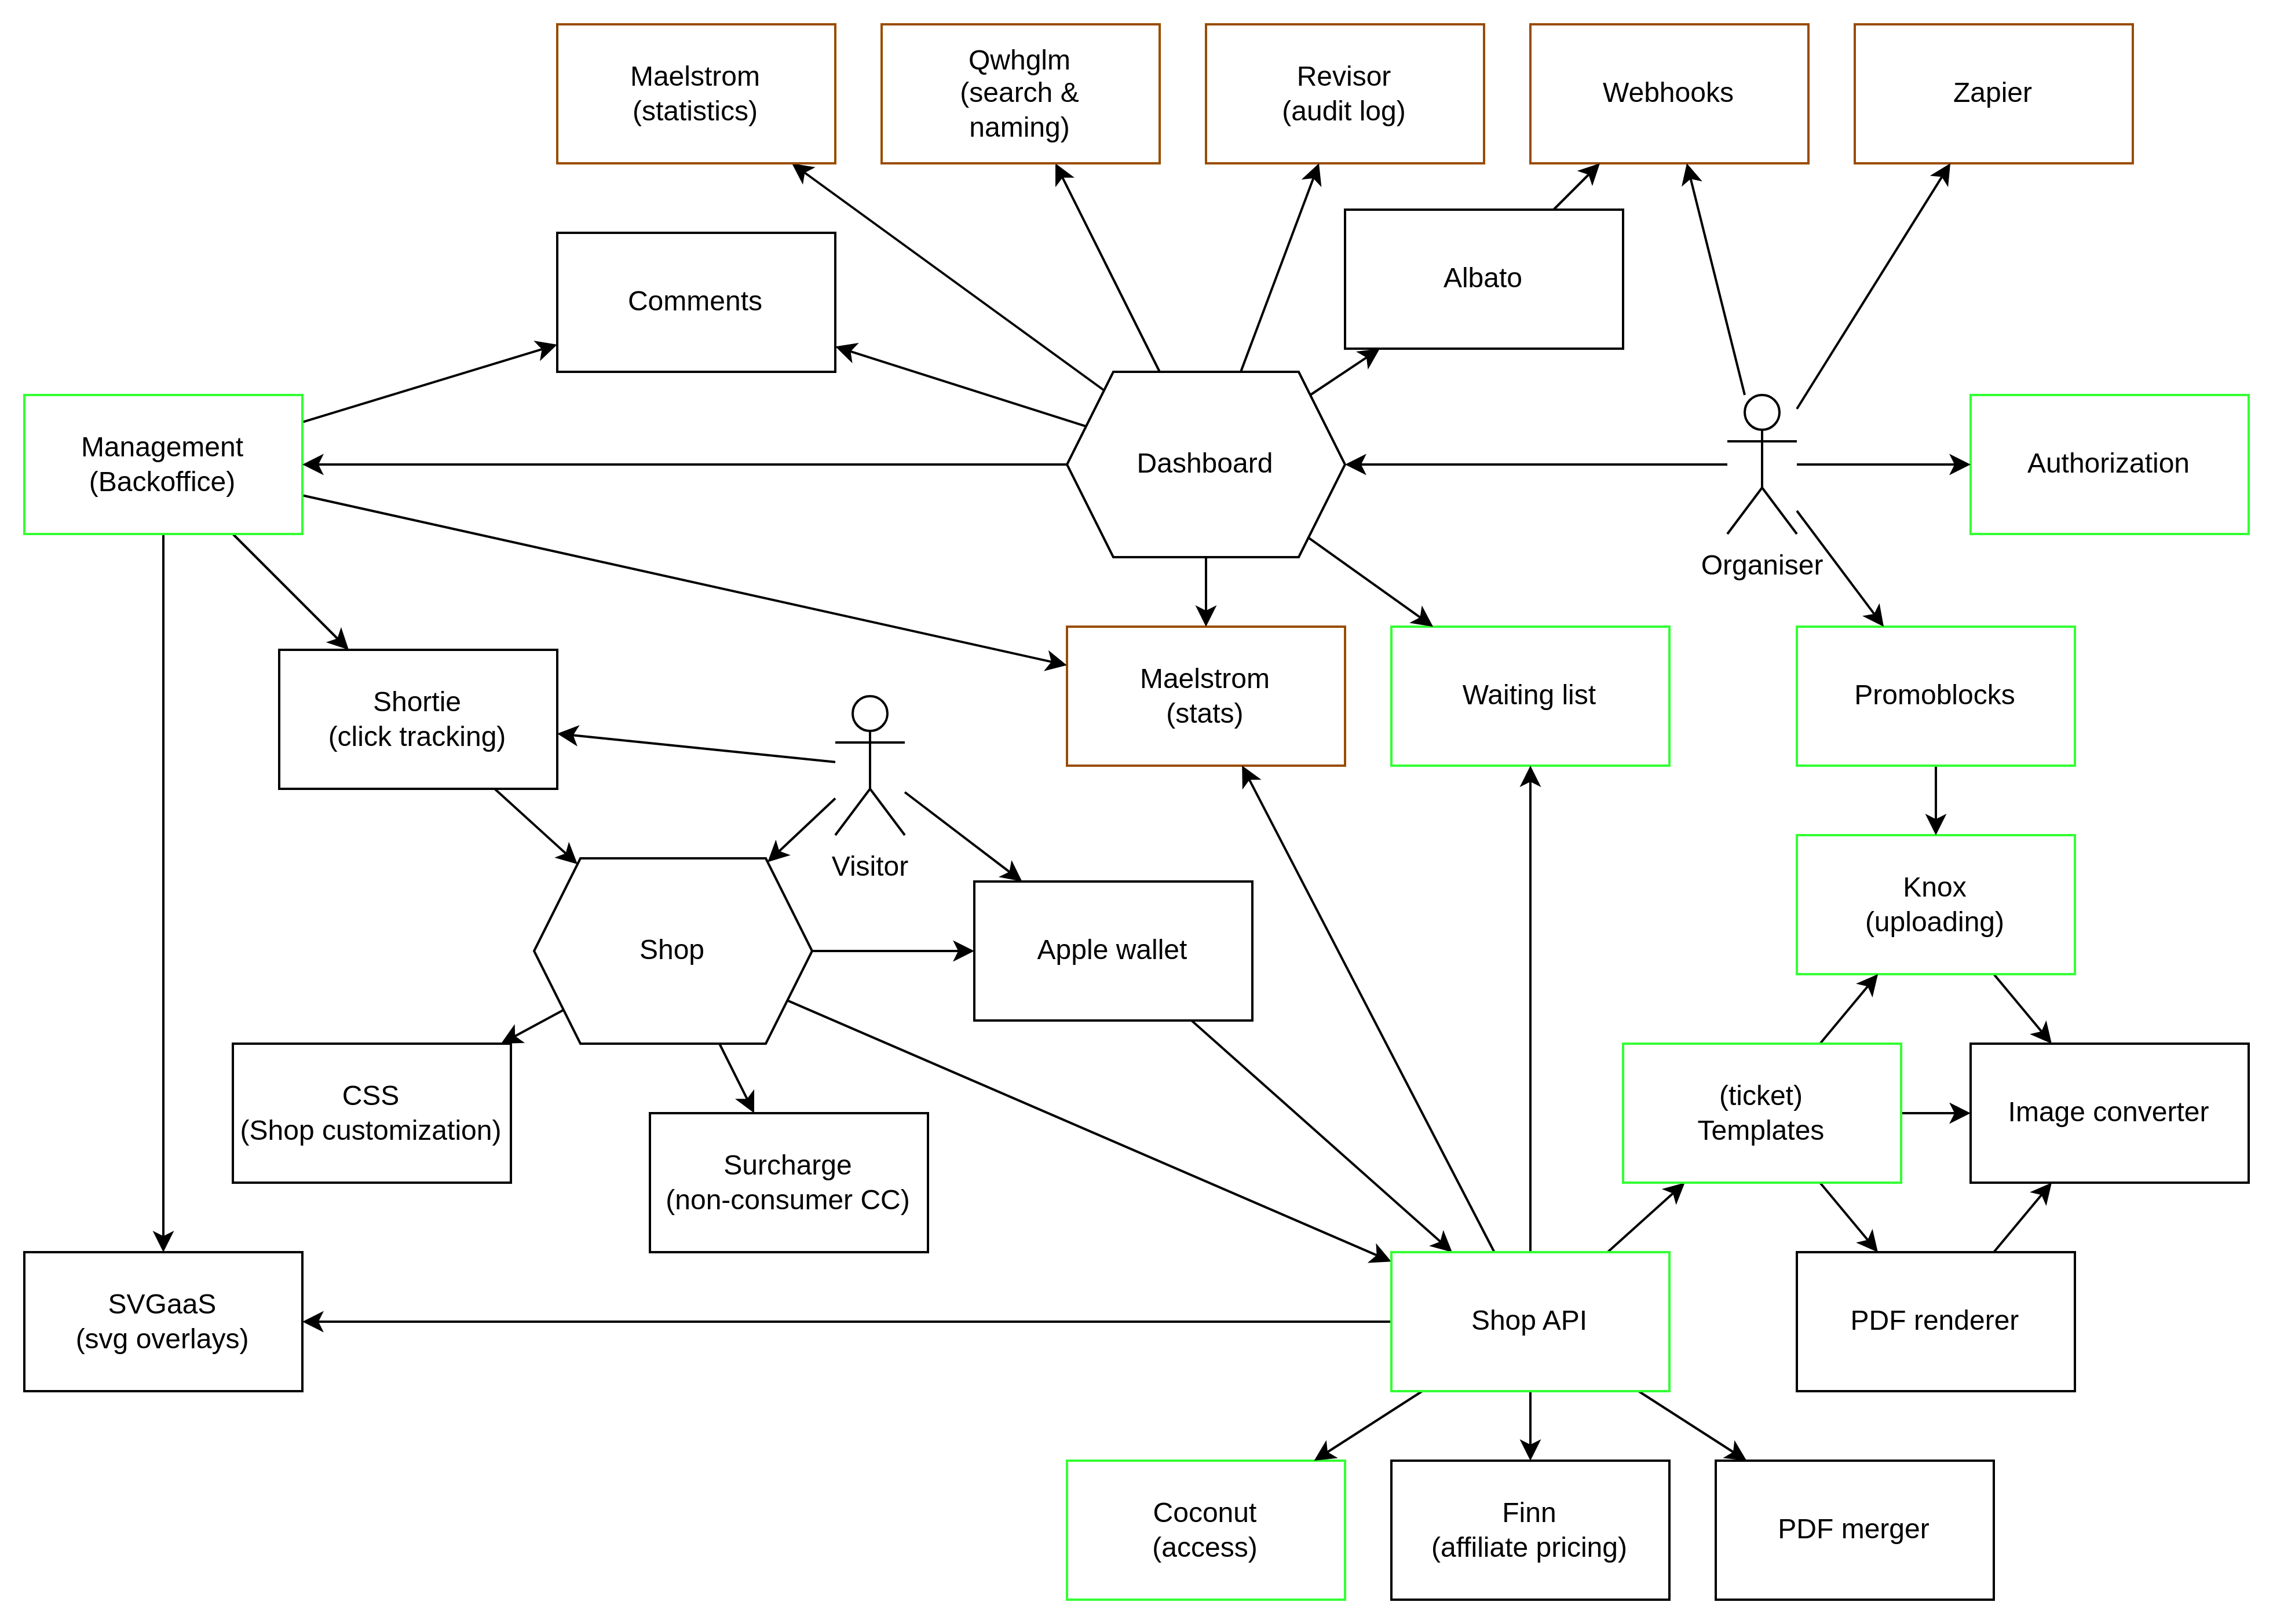 Maelstrom
(statistics)
Qwhglm
(search &
naming)
Revisor
(audit log)
Webhooks
Zapier
Comments
Albato
Management
(Backoffice)
Dashboard
Organiser
Authorization
Shortie
(click tracking)
Visitor
Maelstrom
(stats)
Waiting list
Promoblocks
Shop
Apple wallet
Knox
(uploading)
CSS
(Shop customization)
Surcharge
(non-consumer CC)
(ticket)
Templates
Image converter
SVGaaS
(svg overlays)
Shop API
PDF renderer
Coconut
(access)
Finn
(affiliate pricing)
PDF merger